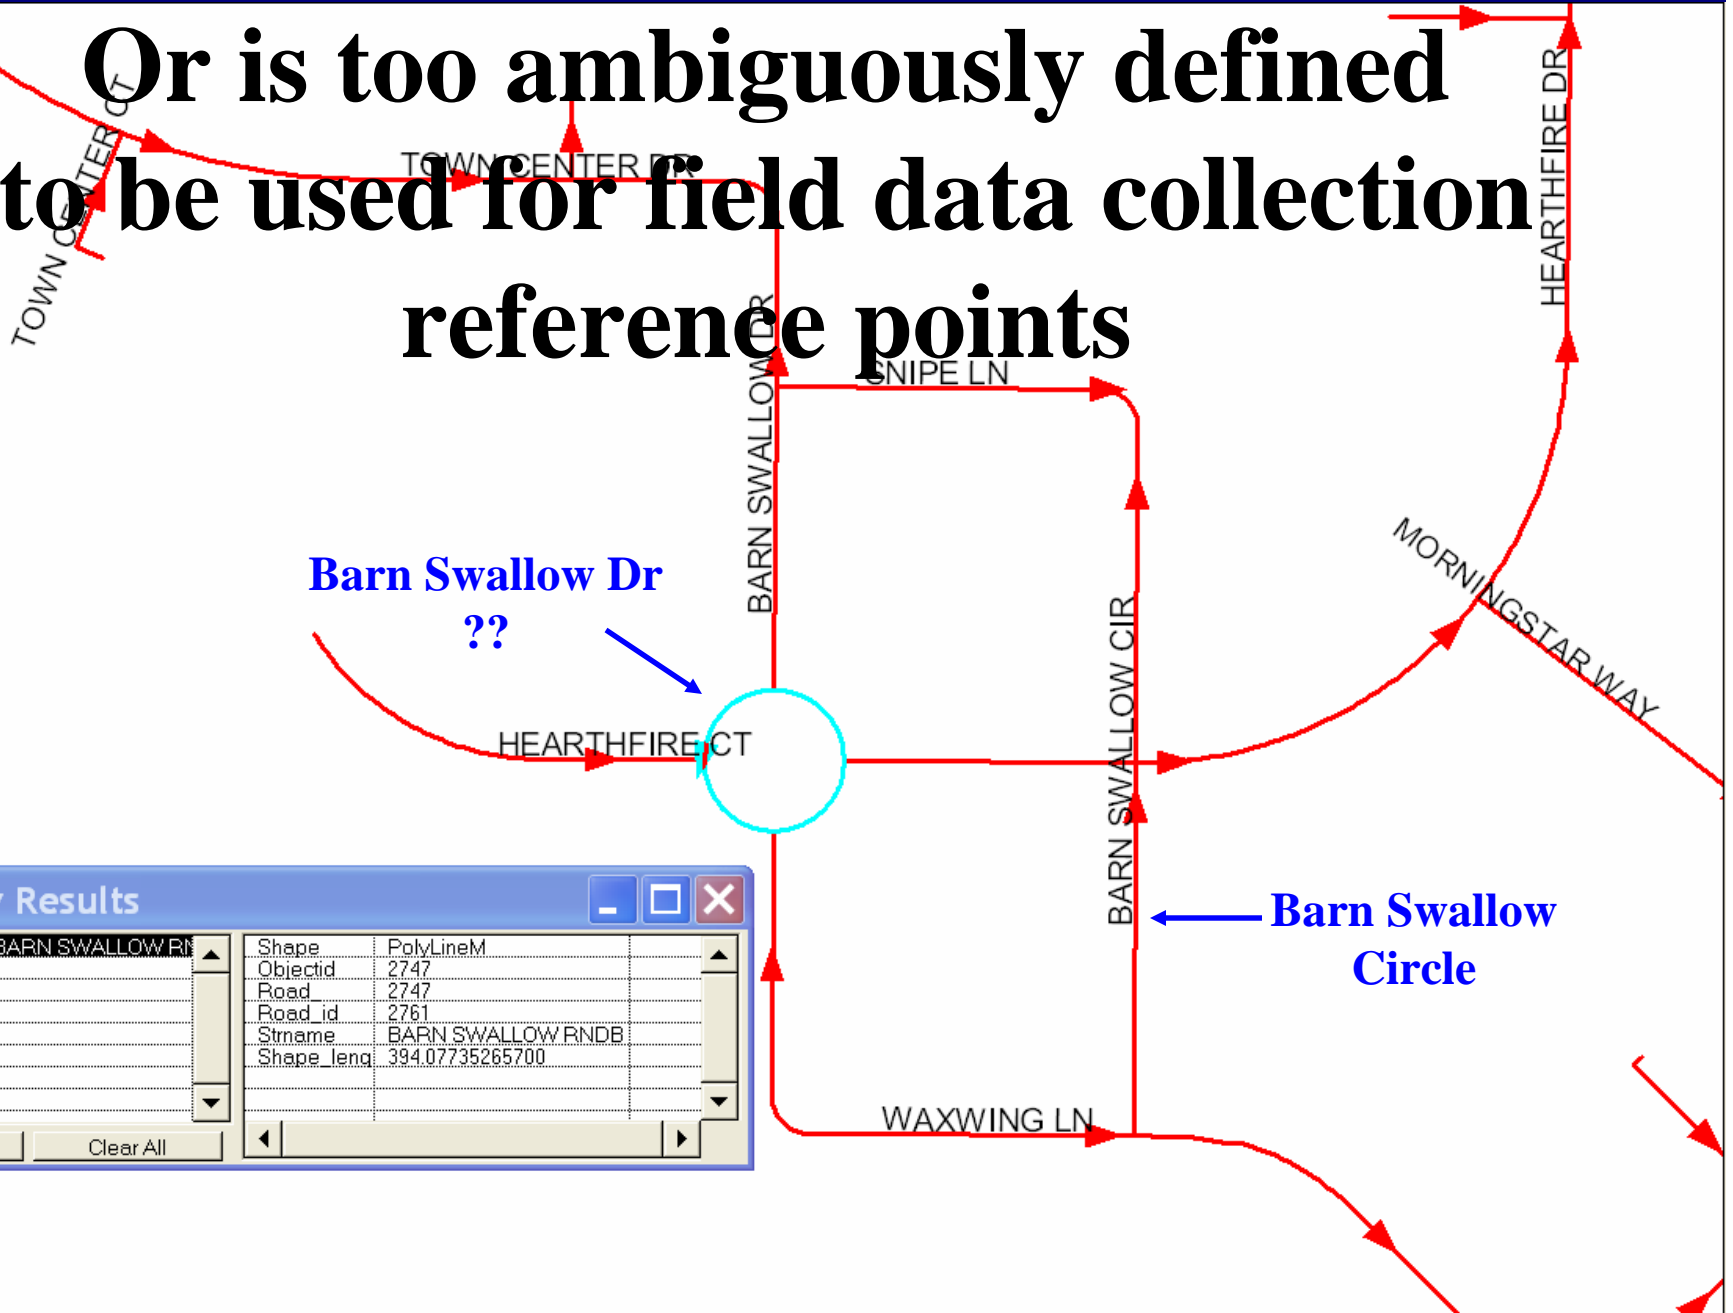 Or is too ambiguously defined
to be used for field data collection
reference points
TOWN CENTER CT
TOWN CENTER DR
HEARTHFIRE DR
BARN SWALLOW DR
SNIPE LN
MORNINGSTAR WAY
Barn Swallow Dr
??
BARN SWALLOW CIR
HEARTHFIRE CT
Barn Swallow
Circle
Results
BARN SWALLOW RN
Shape PolyLineM
Objectid 2747
Road_ 2747
Road_id 2761
Strname BARN SWALLOW RNDB
Shape_leng 394.07735265700
Clear All
WAXWING LN